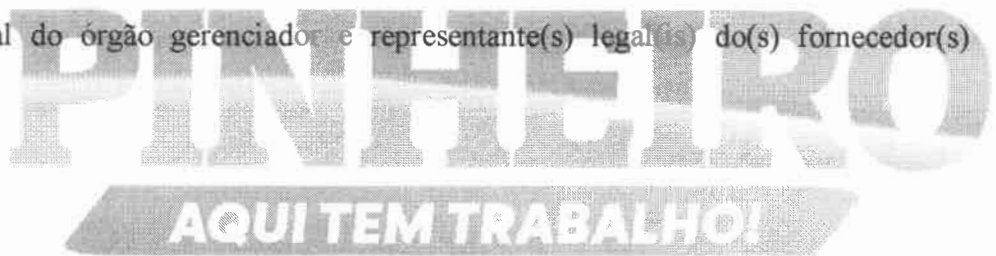 l do órgão gerenciador e representante(s) legal(is) do(s) fornecedor(s)
PINHEIRO
AQUI TEM TRABALHO!